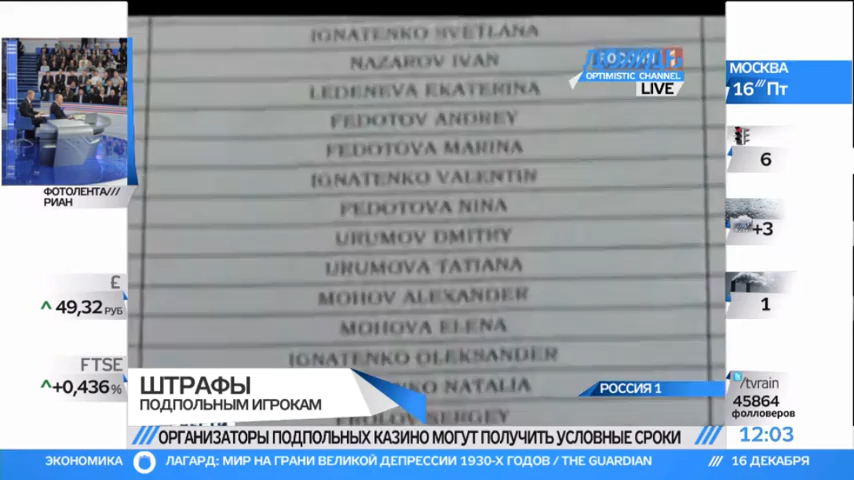 IGNATENKO SVETLANA
NAZAROV IVAN
LEDENEVA EKATERINA
FEDOTOV ANDREY
FEDOTOVA MARINA
IGNATENKO VALENTIN
FEDOTOVA NINA
URUMOV DMITRY
URUMOVA TATIANA
MOHOV ALEXANDER
MOHOVA ELENA
IGNATENKO OLEKSANDER
NATALIA
FROLOV SERGEY
OPTIMISTIC CHANNEL
LIVE
ФОТОЛЕНТА///
РИАН
£
^ 49,32 РУБ
FTSE
^ +0,436 %
МОСКВА
16 /// Пт
6
+3
1
/tvrain
45864
фолловеров
ШТРАФЫ
ПОДПОЛЬНЫМ ИГРОКАМ
РОССИЯ 1
/// ОРГАНИЗАТОРЫ ПОДПОЛЬНЫХ КАЗИНО МОГУТ ПОЛУЧИТЬ УСЛОВНЫЕ СРОКИ ///
12:03
ЭКОНОМИКА
ЛАГАРД: МИР НА ГРАНИ ВЕЛИКОЙ ДЕПРЕССИИ 1930-Х ГОДОВ / THE GUARDIAN
/// 16 ДЕКАБРЯ